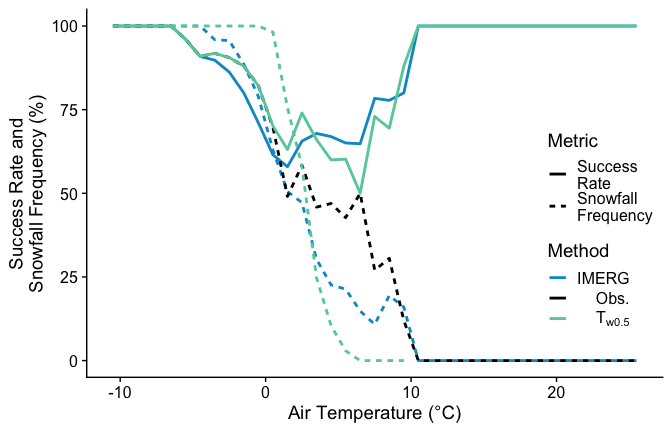 100
75
50
25
0
Success Rate and
Snowfall Frequency (%)
-10
0
10
20
Air Temperature (°C)
Metric
Success
Rate
Snowfall
Frequency
Method
IMERG
Obs.
Tw0.5